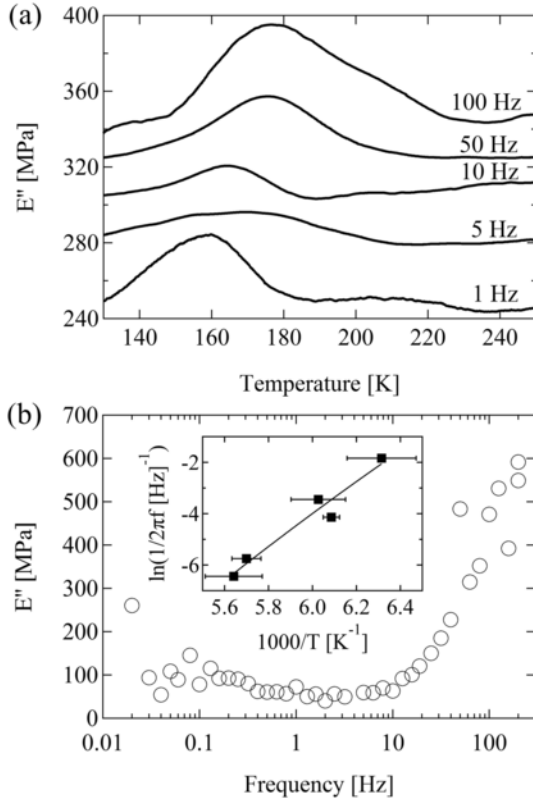 (a)
400
360
320
280
240
E" [MPa]
100 Hz
50 Hz
10 Hz
5 Hz
1 Hz
140 160 180 200 220 240
Temperature [K]
(b)
700
600
500
400
300
200
100
0
E" [MPa]
-2
-4
-6
ln(1/2πf [Hz]⁻¹)
5.6 5.8 6.0 6.2 6.4
1000/T [K⁻¹]
0.01 0.1 1 10 100
Frequency [Hz]